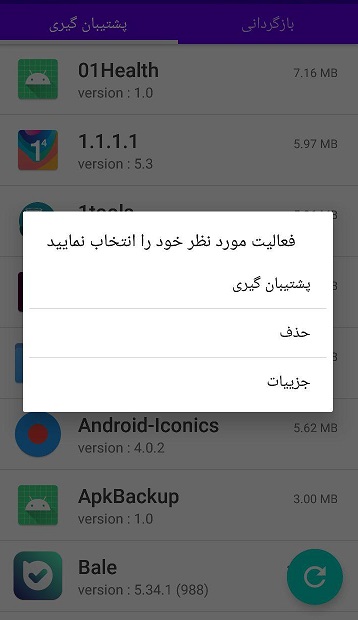 بازگردانی
پشتیبان گیری
01Health
7.16 MB
version : 1.0
1.1.1.1
5.97 MB
version : 5.3
فعالیت مورد نظر خود را انتخاب نمایید
پشتیبان گیری
حذف
جزییات
Android-Iconics
5.62 MB
version : 4.0.2
ApkBackup
3.00 MB
version : 1.0
Bale
version : 5.34.1 (988)